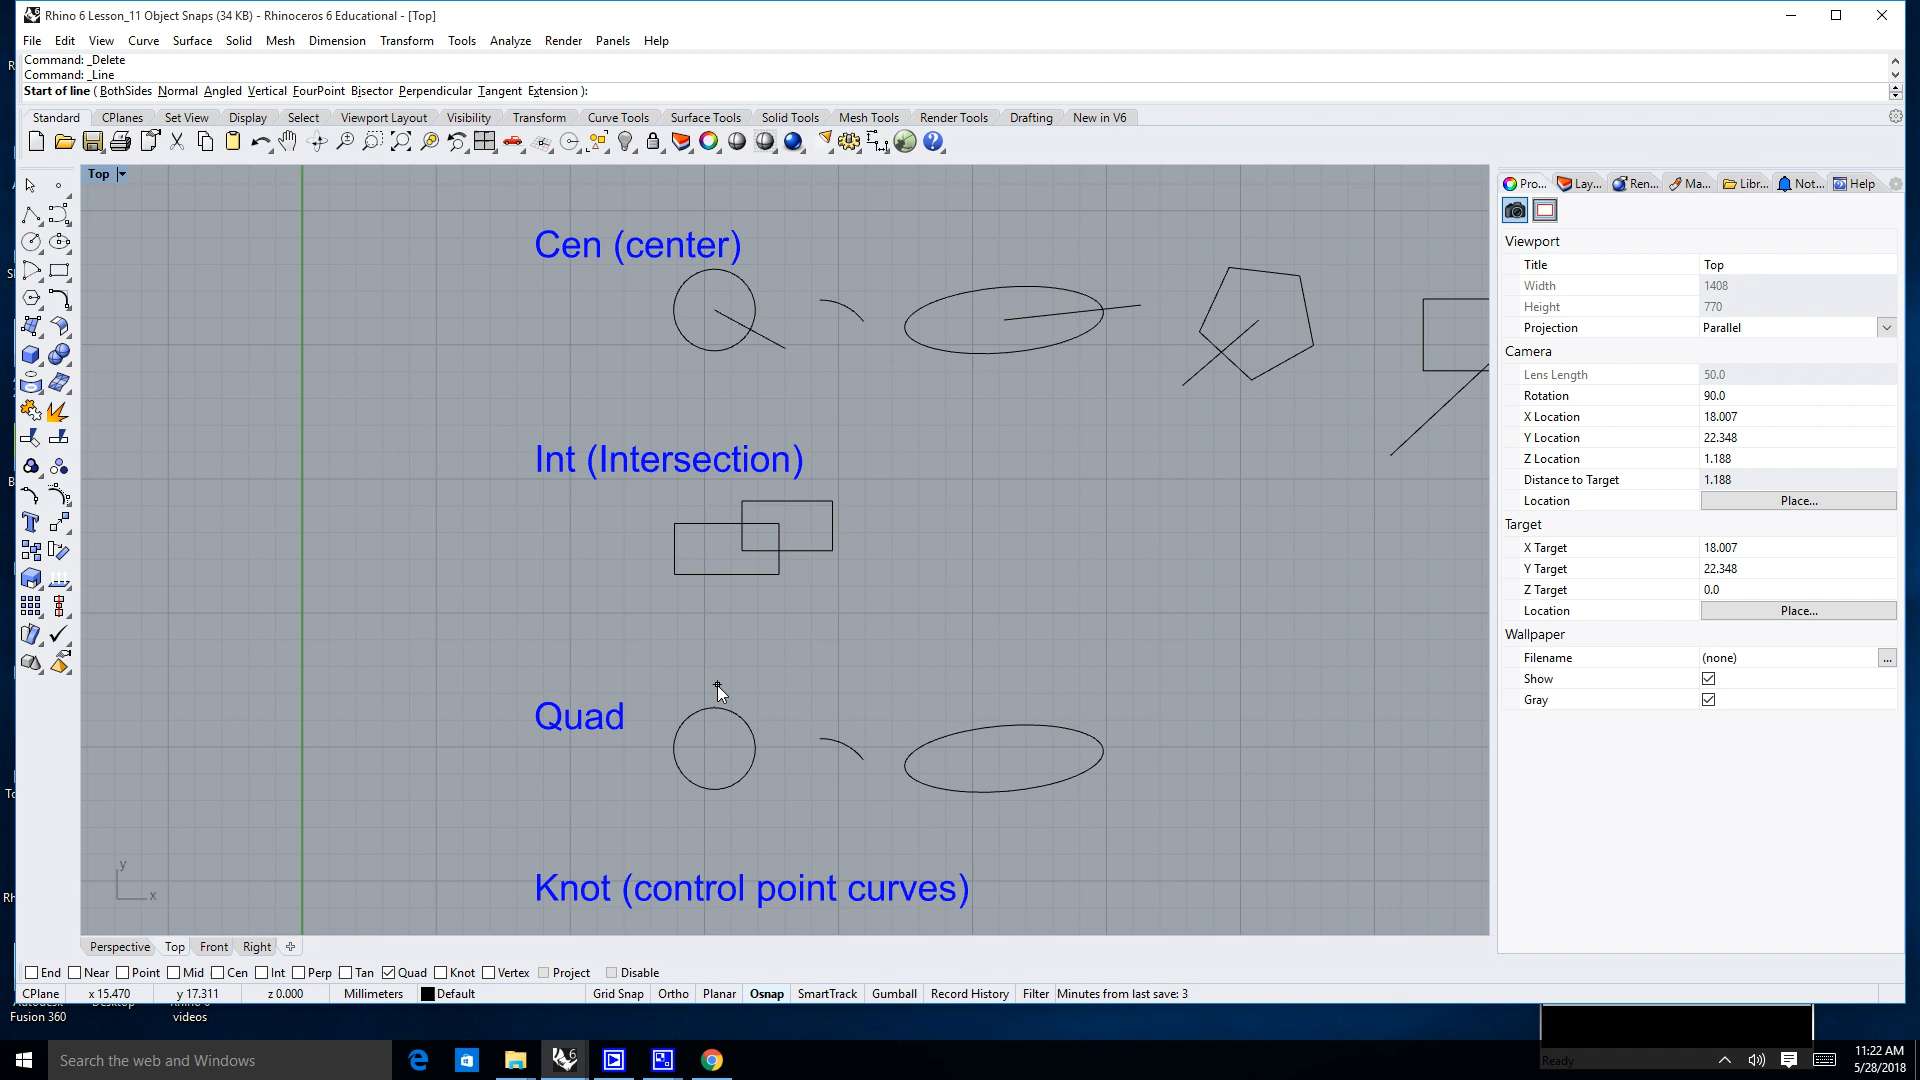 Rhino 6 Lesson_11 Object Snaps (34 KB) - Rhinoceros 6 Educational - [Top]
File Edit View Curve Surface Solid Mesh Dimension Transform Tools Analyze Render Panels Help
Command: _Delete
Command: _Line
Start of line ( BothSides Normal Angled Vertical FourPoint Bisector Perpendicular Tangent Extension ):
Standard CPlanes Set View Display Select Viewport Layout Visibility Transform Curve Tools Surface Tools Solid Tools Mesh Tools Render Tools Drafting New in V6
Top
Pro... Lay... Ren... Ma... Libr... Not... Help
Viewport
Title Top
Width 1408
Height 770
Projection Parallel
Camera
Lens Length 50.0
Rotation 90.0
X Location 18.007
Y Location 22.348
Z Location 1.188
Distance to Target 1.188
Location Place...
Target
X Target 18.007
Y Target 22.348
Z Target 0.0
Location Place...
Wallpaper
Filename (none) ...
Show
Gray
Cen (center)
Int (Intersection)
Quad
Knot (control point curves)
y
x
Perspective Top Front Right
End Near Point Mid Cen Int Perp Tan Quad Knot Vertex Project Disable
CPlane x 15.470 y 17.311 z 0.000 Millimeters Default Grid Snap Ortho Planar Osnap SmartTrack Gumball Record History Filter Minutes from last save: 3
Fusion 360
videos
Search the web and Windows
Ready
11:22 AM
5/28/2018